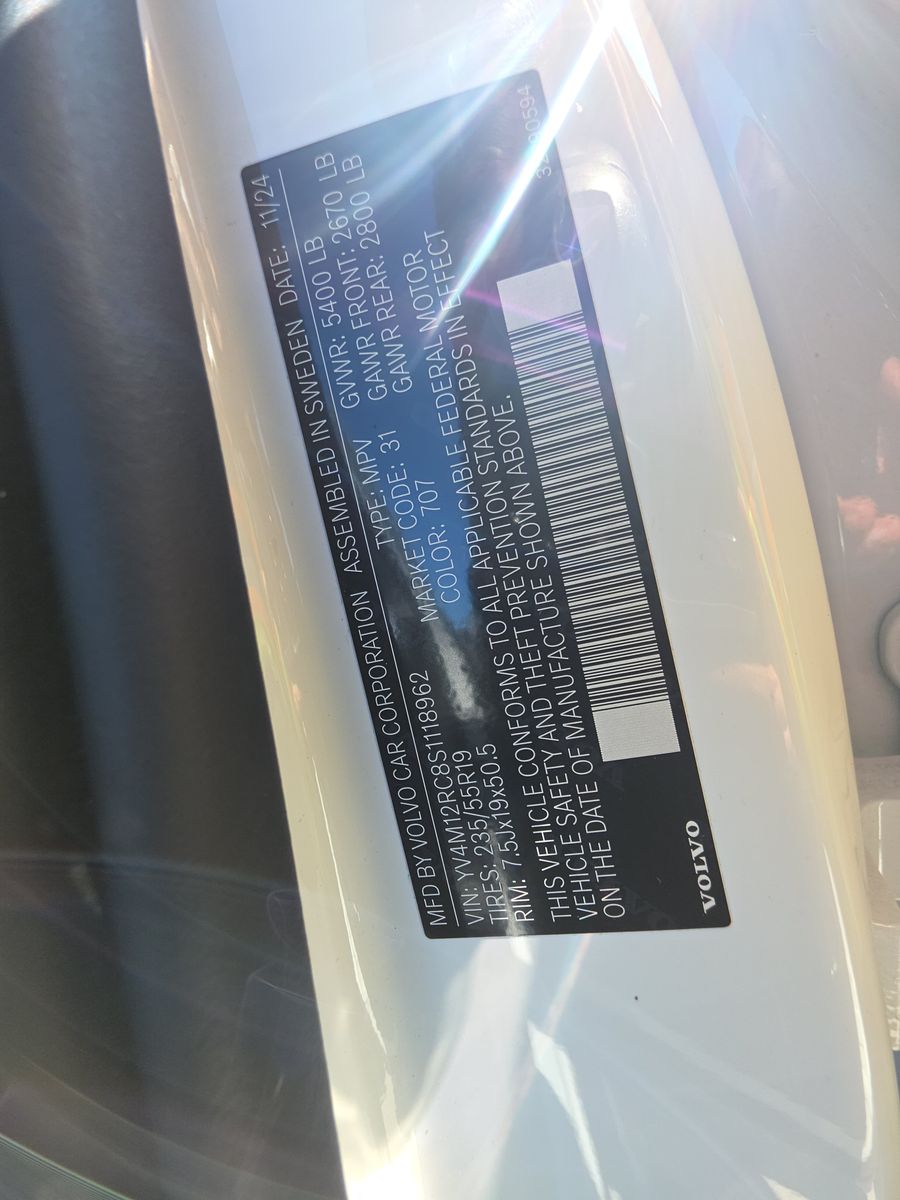 MFD BY VOLVO CAR CORPORATION ASSEMBLED IN SWEDEN DATE: 11/24
VIN: YV4M12RC8S1118962 TYPE: MPV GVWR: 5400 LB
TIRES: 235/55R19 MARKET CODE: 31 GAWR FRONT: 2670 LB
RIM: 7.5Jx19x50.5 COLOR: 707 GAWR REAR: 2800 LB
THIS VEHICLE CONFORMS TO ALL APPLICABLE FEDERAL MOTOR
VEHICLE SAFETY AND THEFT PREVENTION STANDARDS IN EFFECT
ON THE DATE OF MANUFACTURE SHOWN ABOVE.
VOLVO